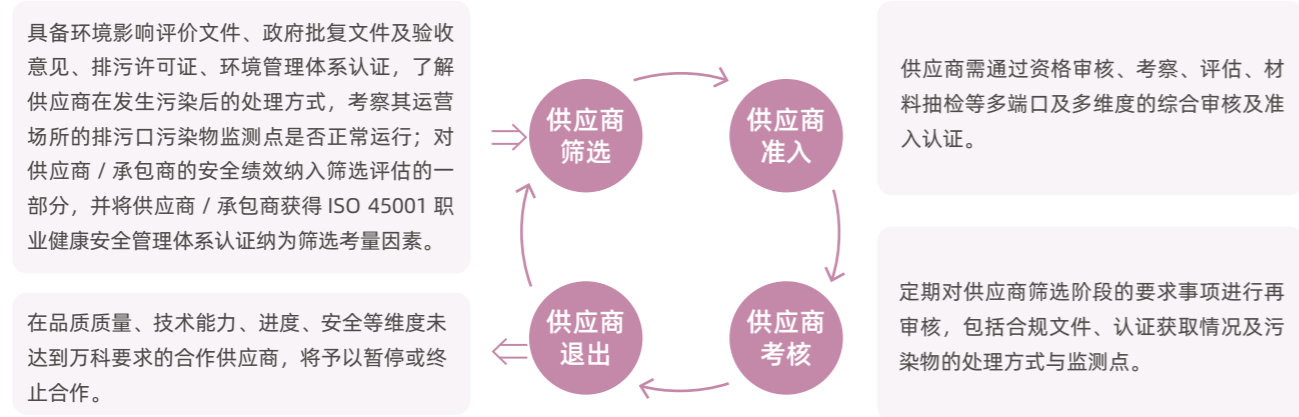 具备环境影响评价文件、政府批复文件及验收
意见、排污许可证、环境管理体系认证，了解
供应商在发生污染后的处理方式，考察其运营
场所的排污口污染物监测点是否正常运行；对
供应商 / 承包商的安全绩效纳入筛选评估的一
部分，并将供应商 / 承包商获得 ISO 45001 职
业健康安全管理体系认证纳为筛选考量因素。
供应商
筛选
供应商
准入
供应商需通过资格审核、考察、评估、材
料抽检等多端口及多维度的综合审核及准
入认证。
在品质质量、技术能力、进度、安全等维度未
达到万科要求的合作供应商，将予以暂停或终
止合作。
供应商
退出
供应商
考核
定期对供应商筛选阶段的要求事项进行再
审核，包括合规文件、认证获取情况及污
染物的处理方式与监测点。